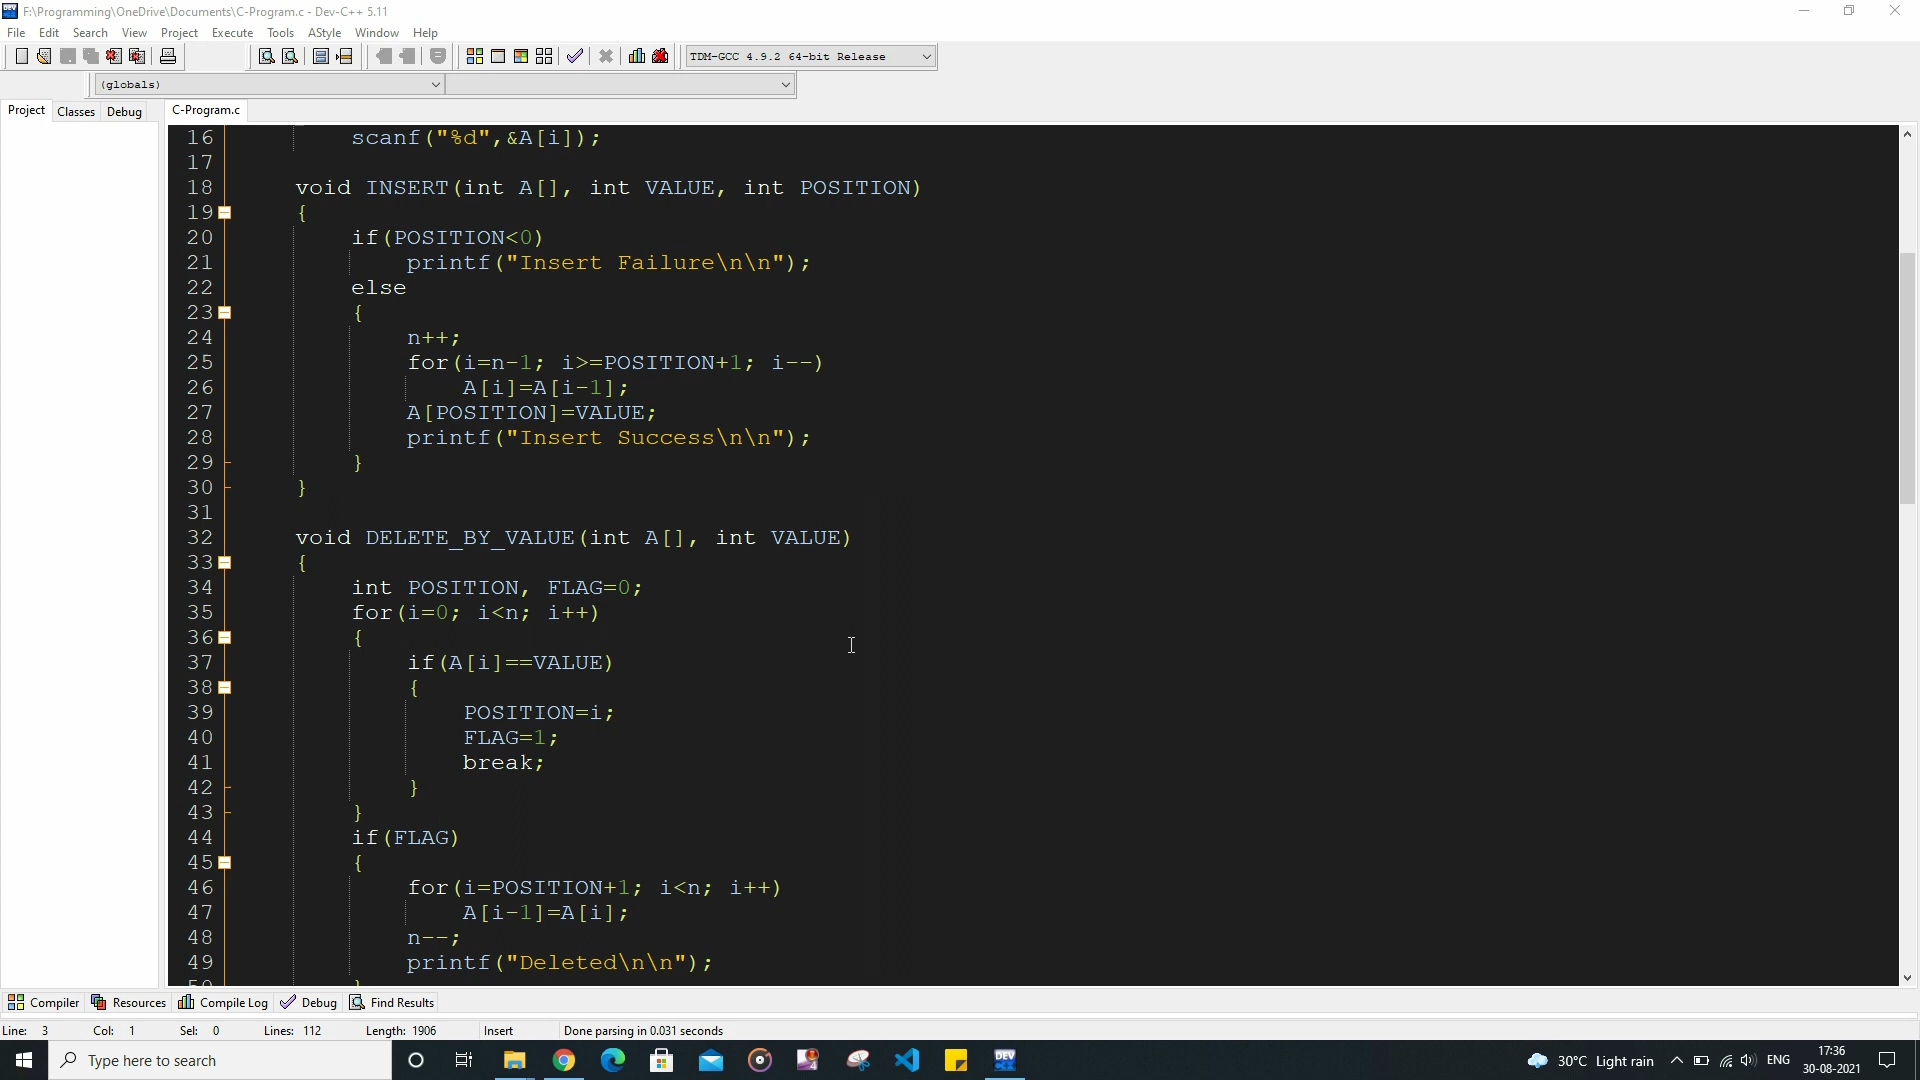 F:\Programming\OneDrive\Documents\C-Program.c - Dev-C++ 5.11
File Edit Search View Project Execute Tools AStyle Window Help
TDM-GCC 4.9.2 64-bit Release
(globals)
Project Classes Debug C-Program.c
16 scanf("%d",&A[i]);
17
18 void INSERT(int A[], int VALUE, int POSITION)
19 {
20 if(POSITION<0)
21 printf("Insert Failure\n\n");
22 else
23 {
24 n++;
25 for(i=n-1; i>=POSITION+1; i--)
26 A[i]=A[i-1];
27 A[POSITION]=VALUE;
28 printf("Insert Success\n\n");
29 }
30 }
31
32 void DELETE_BY_VALUE(int A[], int VALUE)
33 {
34 int POSITION, FLAG=0;
35 for(i=0; i<n; i++)
36 {
37 if(A[i]==VALUE)
38 {
39 POSITION=i;
40 FLAG=1;
41 break;
42 }
43 }
44 if(FLAG)
45 {
46 for(i=POSITION+1; i<n; i++)
47 A[i-1]=A[i];
48 n--;
49 printf("Deleted\n\n");
50 }
Compiler Resources Compile Log Debug Find Results
Line: 3 Col: 1 Sel: 0 Lines: 112 Length: 1906 Insert Done parsing in 0.031 seconds
Type here to search
DEV
30°C Light rain ENG
17:36
30-08-2021